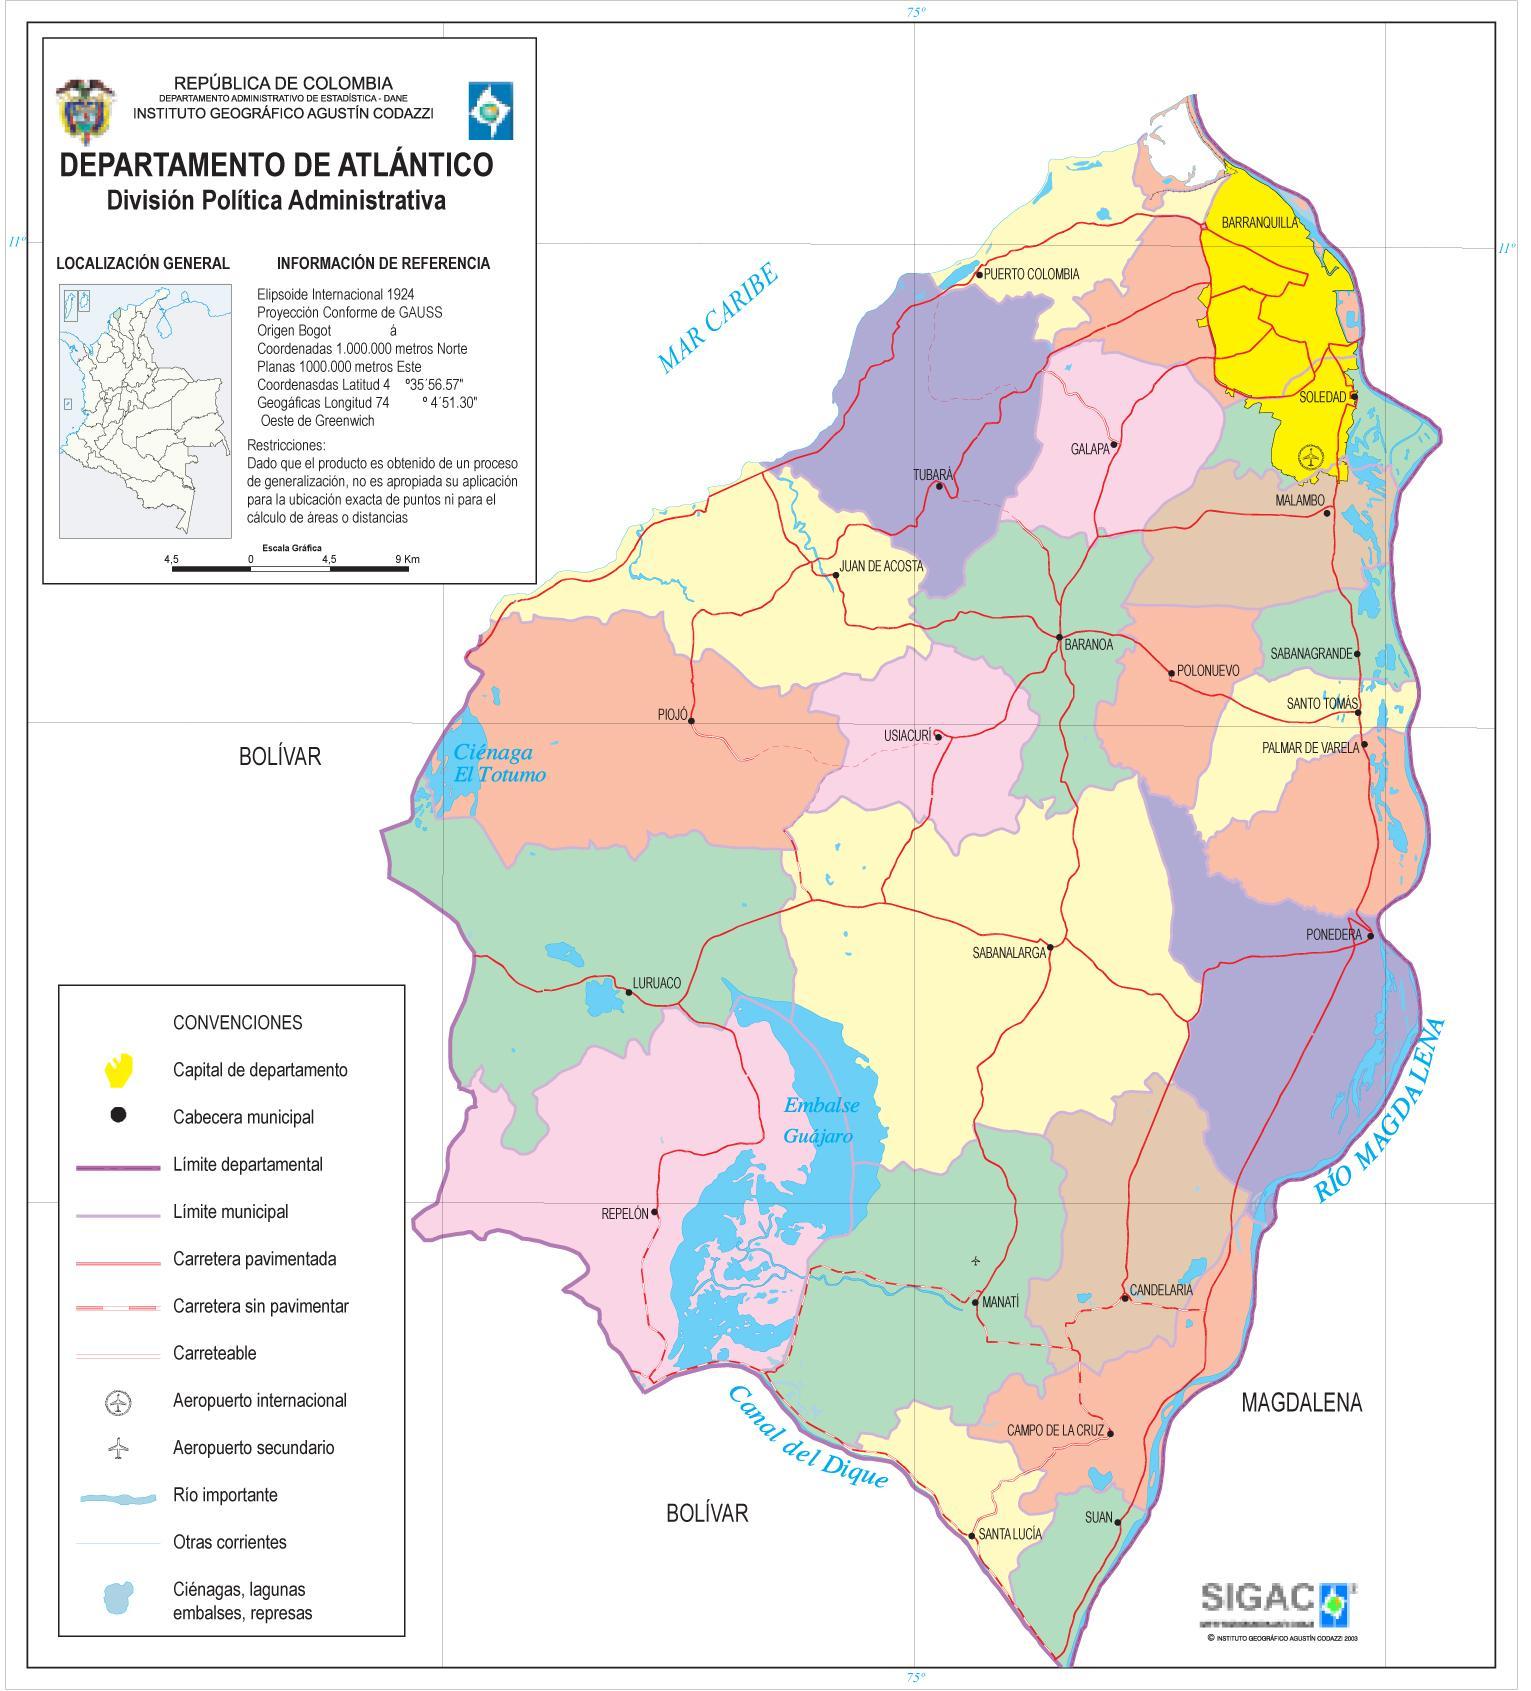 75º
REPÚBLICA DE COLOMBIA
DEPARTAMENTO ADMINISTRATIVO DE ESTADÍSTICA - DANE
INSTITUTO GEOGRÁFICO AGUSTÍN CODAZZI
DEPARTAMENTO DE ATLÁNTICO
División Política Administrativa
11º
11º
LOCALIZACIÓN GENERAL
INFORMACIÓN DE REFERENCIA
Elipsoide Internacional 1924
Proyección Conforme de GAUSS
Origen Bogot á
Coordenadas 1.000.000 metros Norte
Planas 1000.000 metros Este
Coordenasdas Latitud 4 º35´56.57"
Geogáficas Longitud 74 º 4´51.30"
Oeste de Greenwich
Restricciones:
Dado que el producto es obtenido de un proceso
de generalización, no es apropiada su aplicación
para la ubicación exacta de puntos ni para el
cálculo de áreas o distancias
Escala Gráfica
4,5 0 4,5 9 Km
MAR CARIBE
BARRANQUILLA
PUERTO COLOMBIA
SOLEDAD
GALAPA
TUBARÁ
MALAMBO
JUAN DE ACOSTA
BARANOA
SABANAGRANDE
POLONUEVO
SANTO TOMÁS
PIOJÓ
USIACURÍ
PALMAR DE VARELA
BOLÍVAR
Ciénaga
El Totumo
PONEDERA
SABANALARGA
LURUACO
RÍO MAGDALENA
Embalse
Guájaro
REPELÓN
CANDELARIA
MANATÍ
MAGDALENA
CAMPO DE LA CRUZ
Canal del Dique
BOLÍVAR
SUAN
SANTA LUCÍA
CONVENCIONES
Capital de departamento
Cabecera municipal
Límite departamental
Límite municipal
Carretera pavimentada
Carretera sin pavimentar
Carreteable
Aeropuerto internacional
Aeropuerto secundario
Río importante
Otras corrientes
Ciénagas, lagunas
embalses, represas
SIGAC
© INSTITUTO GEOGRÁFICO AGUSTÍN CODAZZI 2003
75º